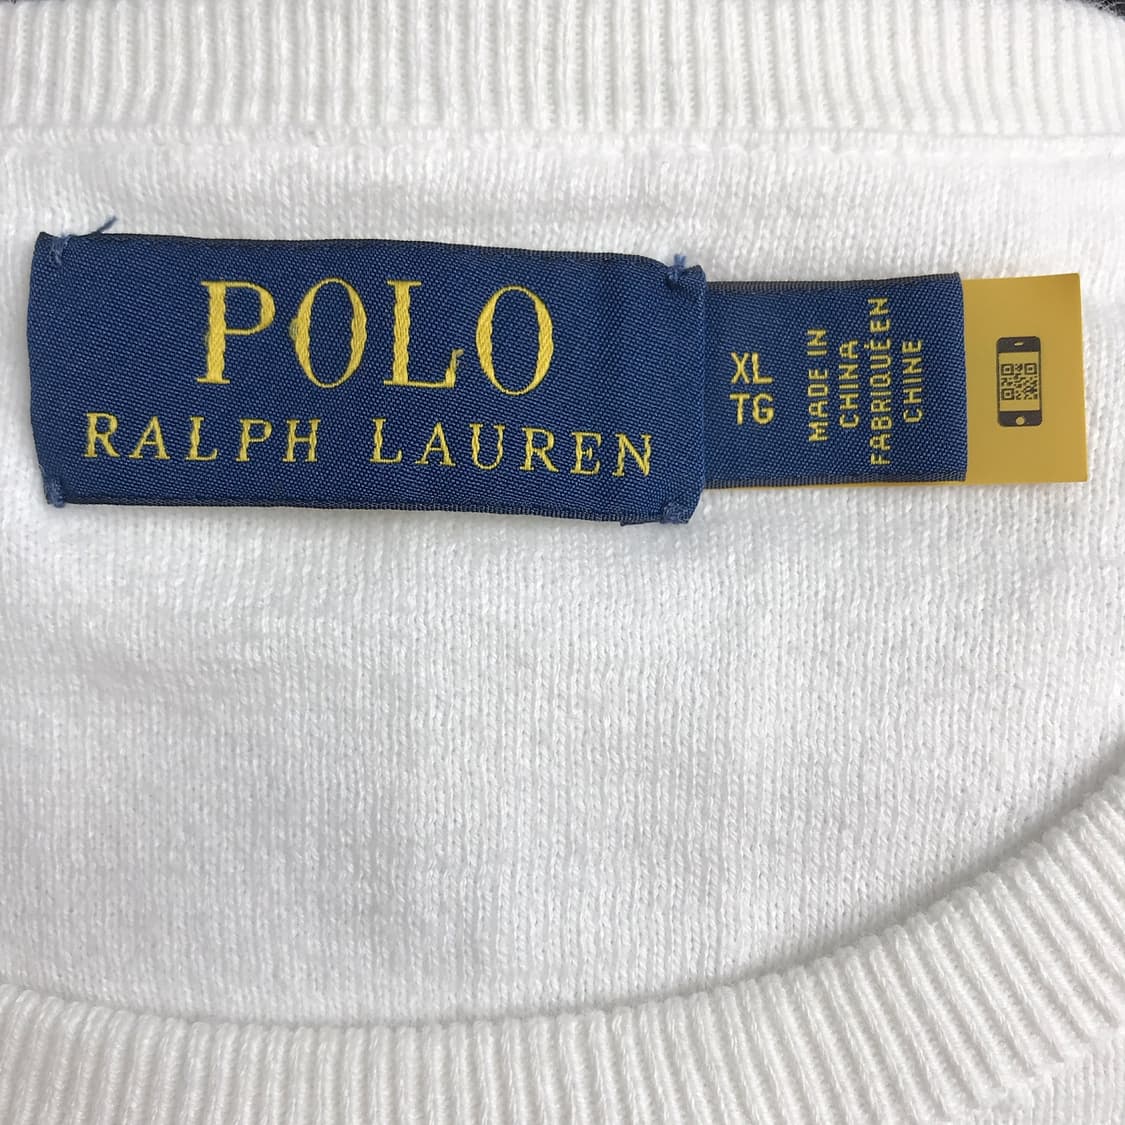 POLO
RALPH LAUREN
XL
TG
MADE IN
CHINA
FABRIQUÉ EN
CHINE